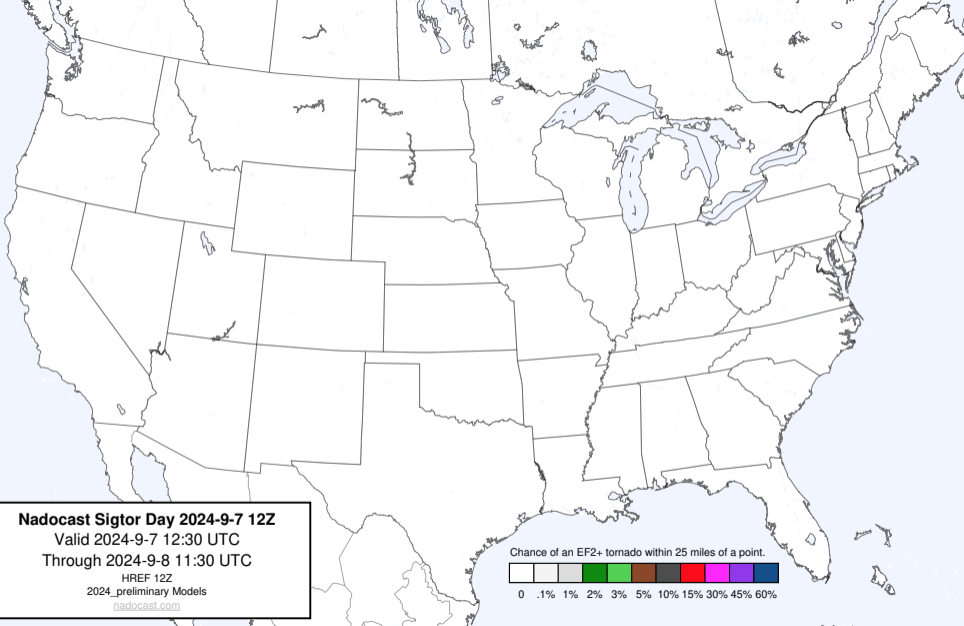 Nadocast Sigtor Day 2024-9-7 12Z
Valid 2024-9-7 12:30 UTC
Through 2024-9-8 11:30 UTC
HREF 12Z
2024_preliminary Models
nadocast.com
Chance of an EF2+ tornado within 25 miles of a point.
0 .1% 1% 2% 3% 5% 10% 15% 30% 45% 60%